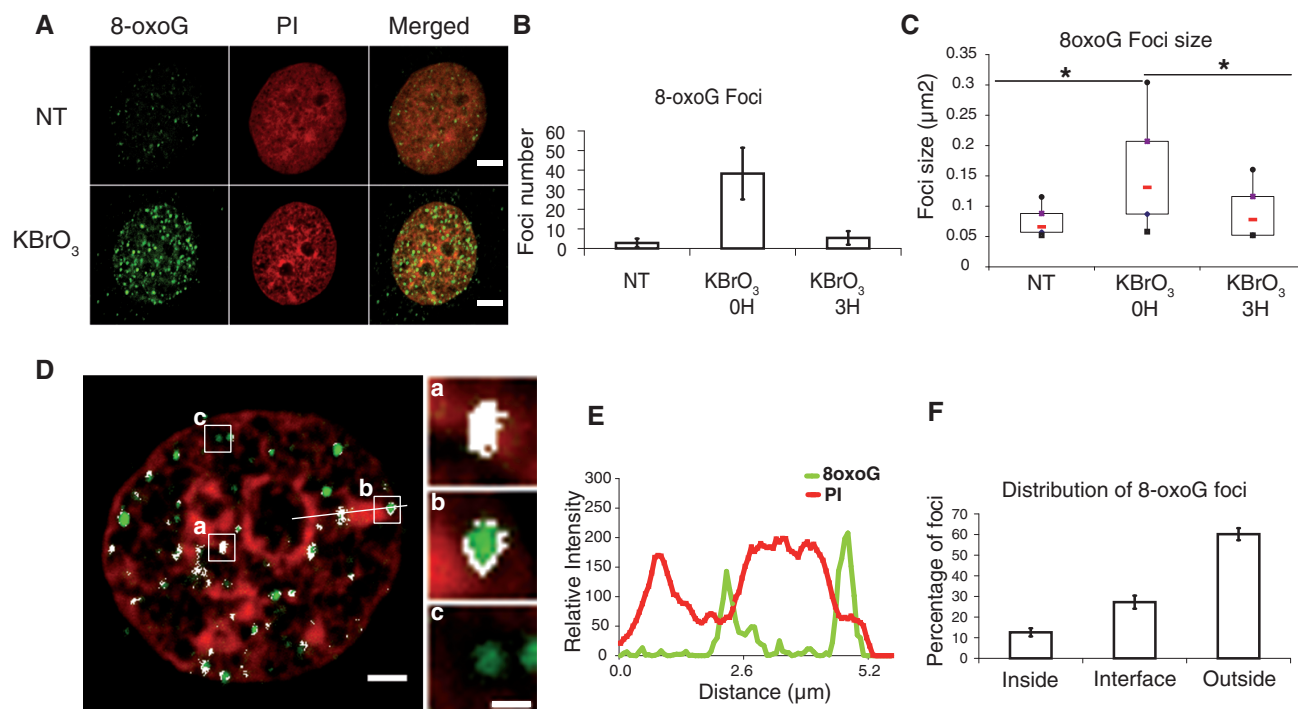 A
8-oxoG PI Merged
NT
KBrO3
B
8-oxoG Foci
Foci number
60
50
40
30
20
10
0
NT KBrO3 KBrO3
0H 3H
C
8oxoG Foci size
Foci size (µm2)
0.35
0.3
0.25
0.2
0.15
0.1
0.05
0
* *
NT KBrO3 KBrO3
0H 3H
D
c
b
a
a
b
c
E
8oxoG
PI
Relative Intensity
300
250
200
150
100
50
0
0.0 2.6 5.2
Distance (µm)
F
Distribution of 8-oxoG foci
Percentage of foci
70
60
50
40
30
20
10
0
Inside Interface Outside